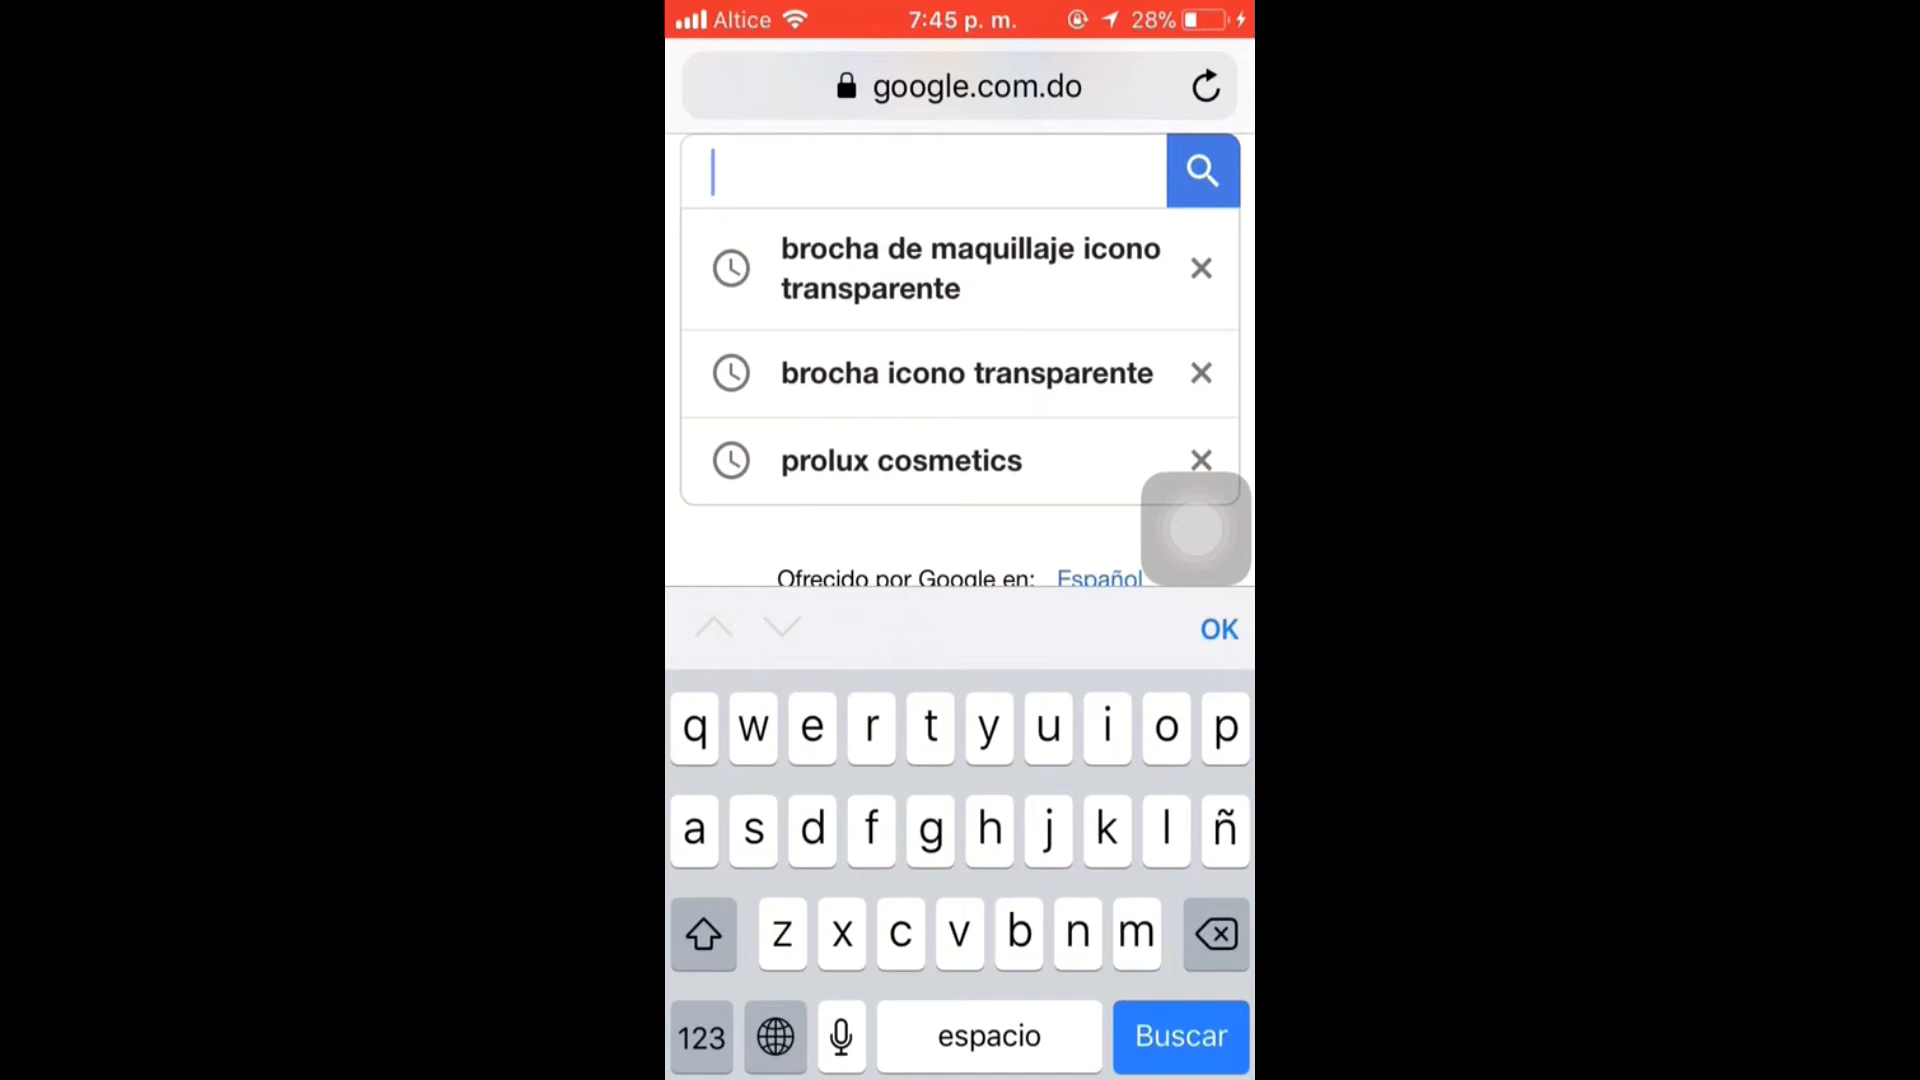 Altice 7:45 p. m. 28%
google.com.do
brocha de maquillaje icono
transparente
brocha icono transparente
prolux cosmetics
Ofrecido por Google en: Español
OK
q w e r t y u i o p
a s d f g h j k l ñ
z x c v b n m
123 espacio Buscar